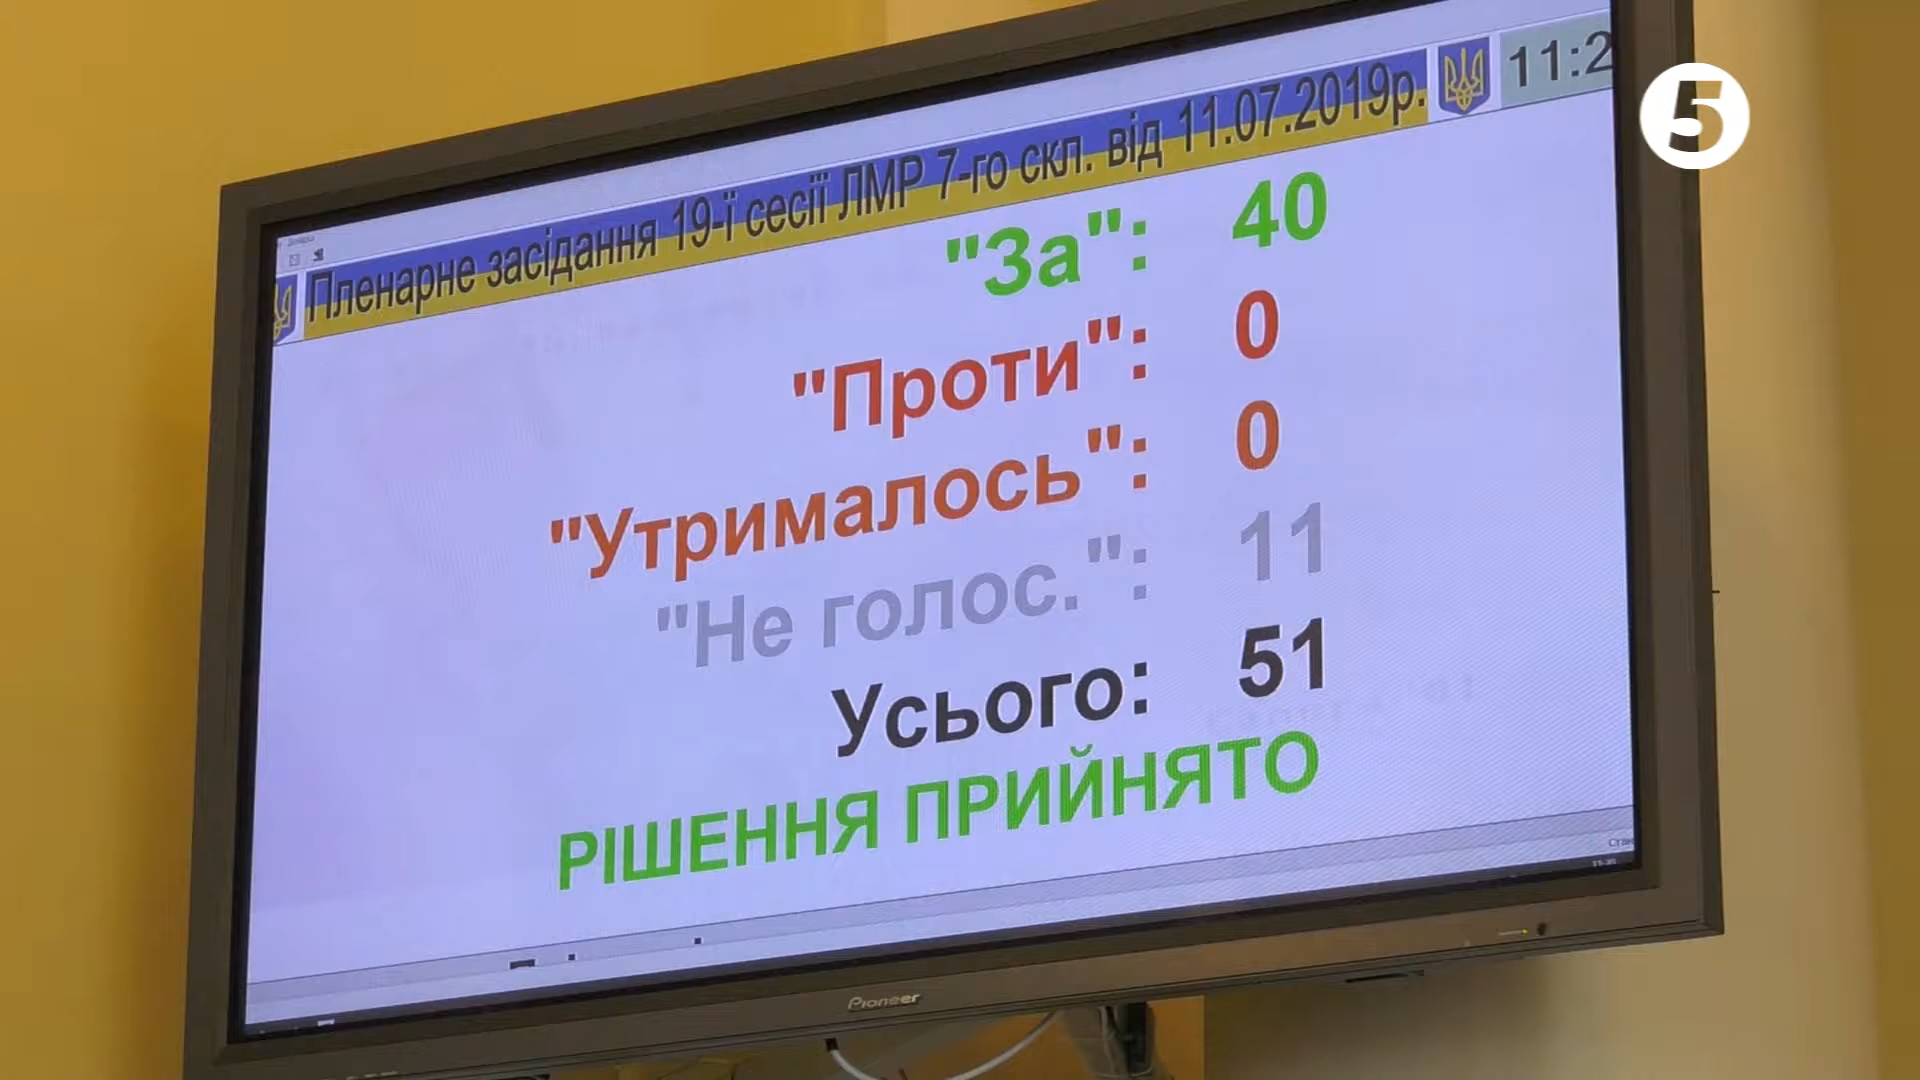 Пленарне засідання 19-ї сесії ЛМР 7-го скл. від 11.07.2019р.
11:2
5
"За": 40
"Проти": 0
"Утрималось": 0
"Не голос.": 11
Усього: 51
РІШЕННЯ ПРИЙНЯТО
Pioneer